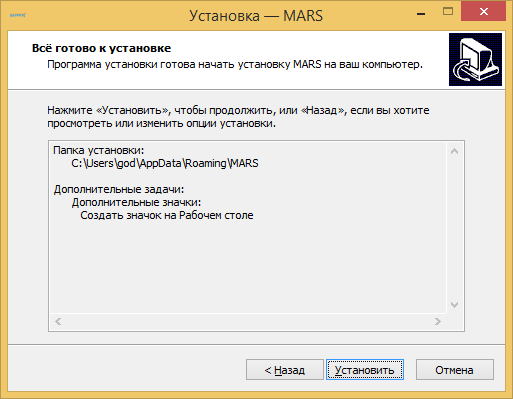 Установка — MARS
Всё готово к установке
Программа установки готова начать установку MARS на ваш компьютер.
Нажмите «Установить», чтобы продолжить, или «Назад», если вы хотите
просмотреть или изменить опции установки.
Папка установки:
C:\Users\god\AppData\Roaming\MARS
Дополнительные задачи:
Дополнительные значки:
Создать значок на Рабочем столе
< Назад
Установить
Отмена